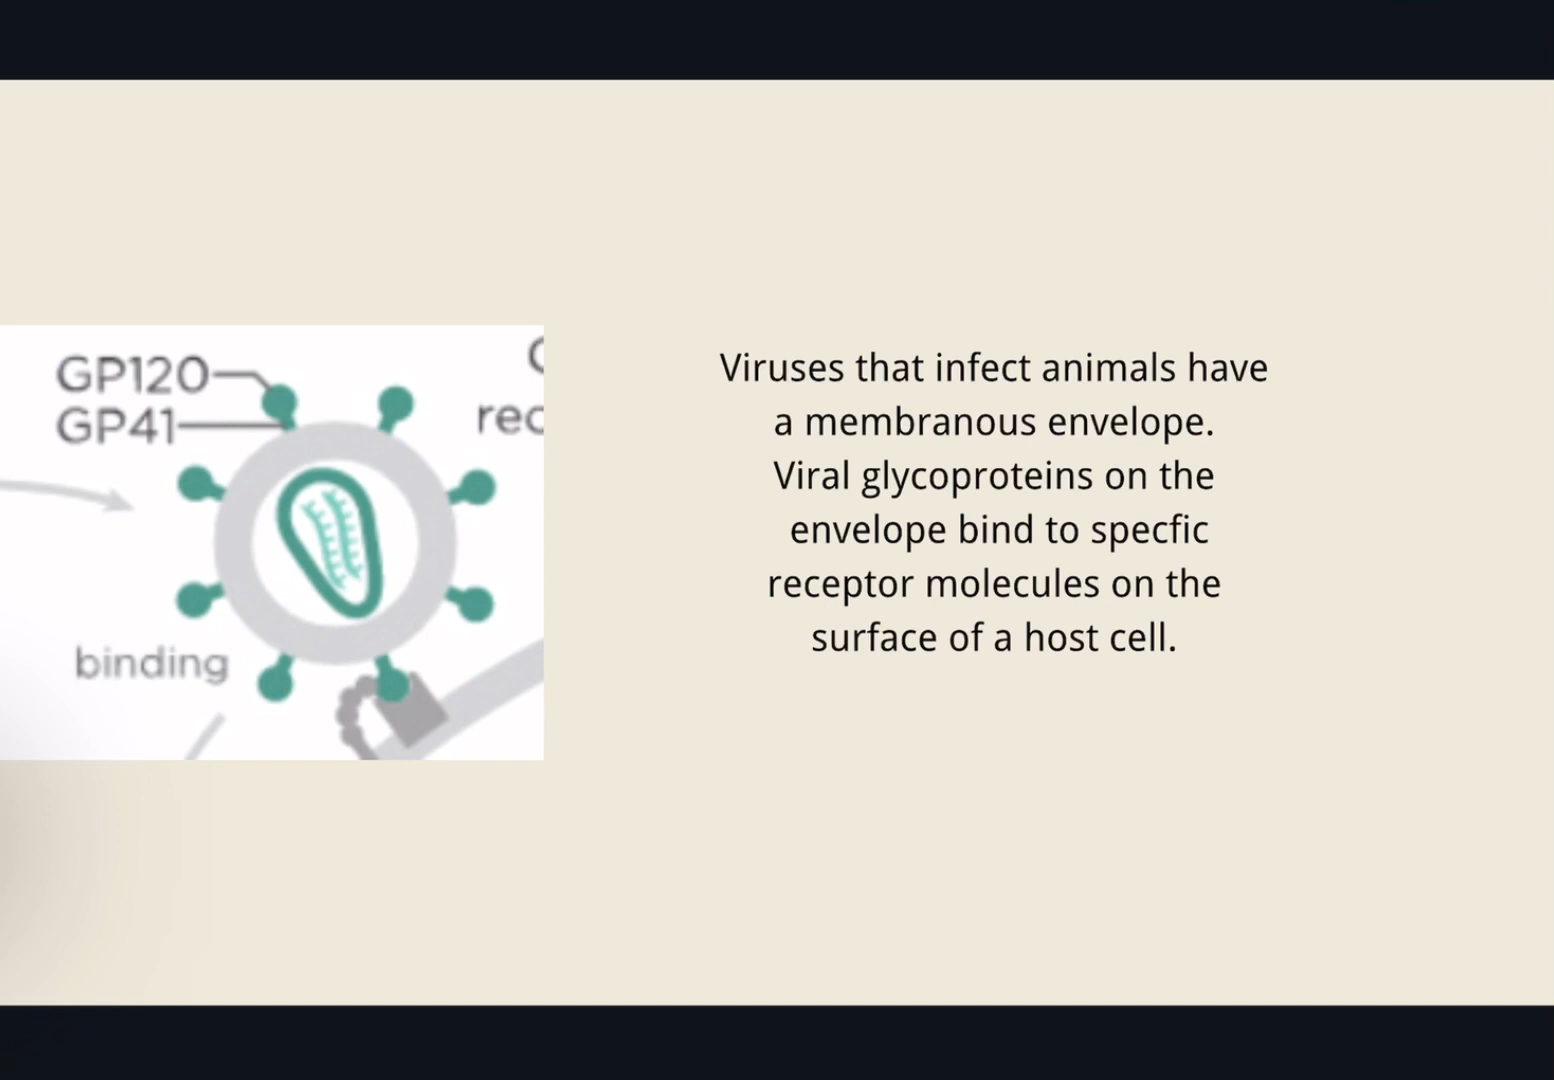 GP120
GP41
rec
binding
Viruses that infect animals have
a membranous envelope.
Viral glycoproteins on the
envelope bind to specfic
receptor molecules on the
surface of a host cell.